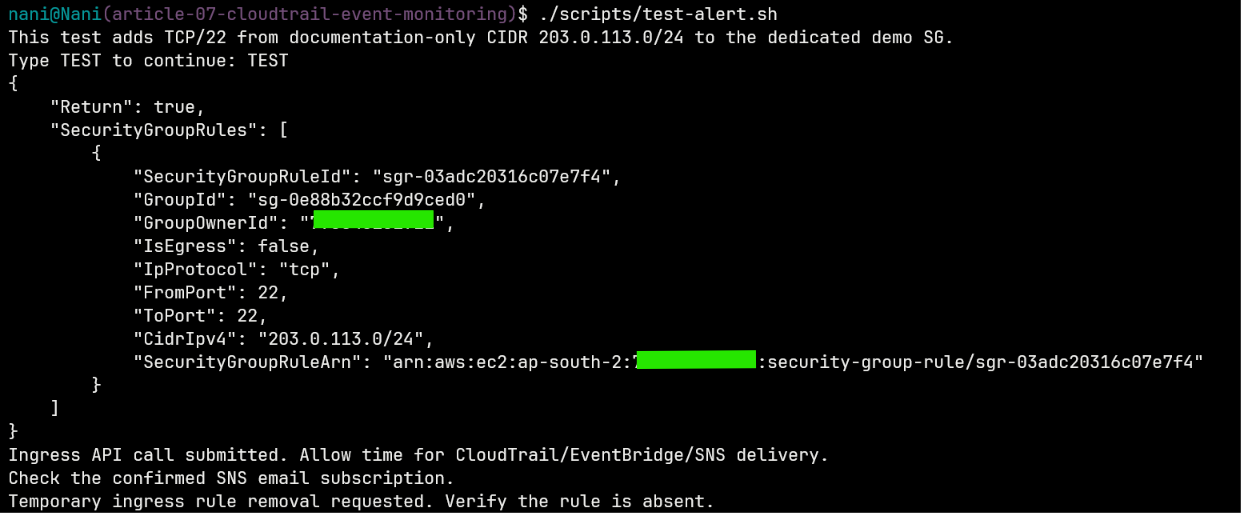 nani@Nani(article-07-cloudtrail-event-monitoring)$ ./scripts/test-alert.sh
This test adds TCP/22 from documentation-only CIDR 203.0.113.0/24 to the dedicated demo SG.
Type TEST to continue: TEST
{
    "Return": true,
    "SecurityGroupRules": [
        {
            "SecurityGroupRuleId": "sgr-03adc20316c07e7f4",
            "GroupId": "sg-0e88b32ccf9d9ced0",
            "GroupOwnerId": "",
            "IsEgress": false,
            "IpProtocol": "tcp",
            "FromPort": 22,
            "ToPort": 22,
            "CidrIpv4": "203.0.113.0/24",
            "SecurityGroupRuleArn": "arn:aws:ec2:ap-south-2::security-group-rule/sgr-03adc20316c07e7f4"
        }
    ]
}
Ingress API call submitted. Allow time for CloudTrail/EventBridge/SNS delivery.
Check the confirmed SNS email subscription.
Temporary ingress rule removal requested. Verify the rule is absent.